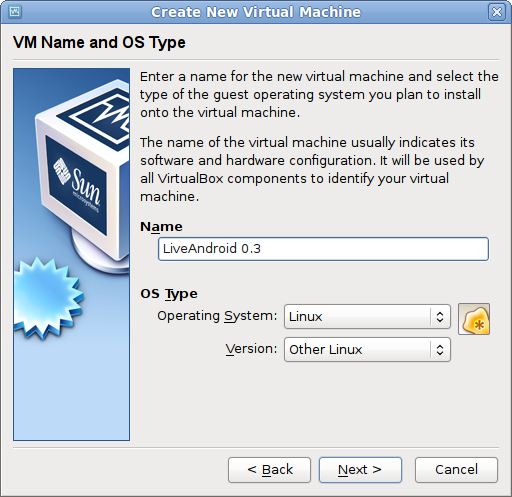 Create New Virtual Machine
VM Name and OS Type
Enter a name for the new virtual machine and select the
type of the guest operating system you plan to install
onto the virtual machine.
The name of the virtual machine usually indicates its
software and hardware configuration. It will be used by
all VirtualBox components to identify your virtual
machine.
Name
LiveAndroid 0.3
OS Type
Operating System: Linux
Version: Other Linux
Sun
microsystems
< Back
Next >
Cancel